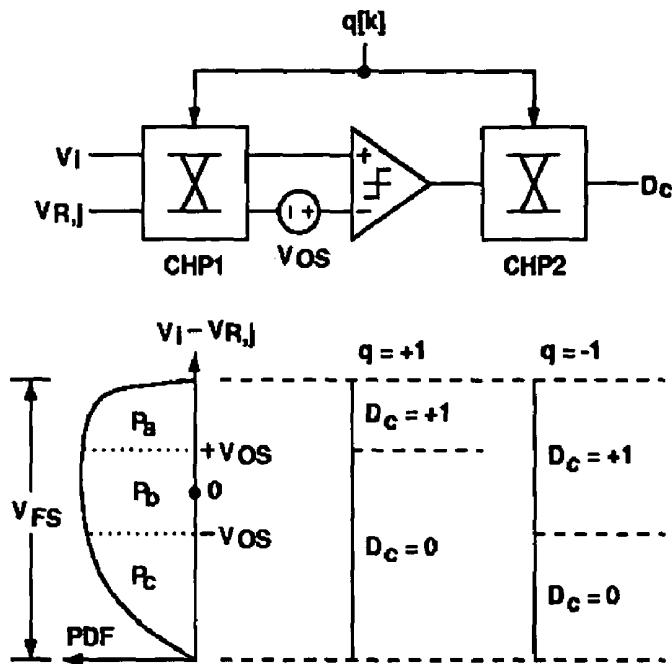 q[k]
Vi
+
VR,j
− +
−
Dc
VOS
CHP1
CHP2
Vi − VR,j
q = +1
q = -1
Pa
Dc = +1
+VOS
Dc = +1
VFS
Pb
0
−VOS
Dc = 0
Pc
Dc = 0
PDF